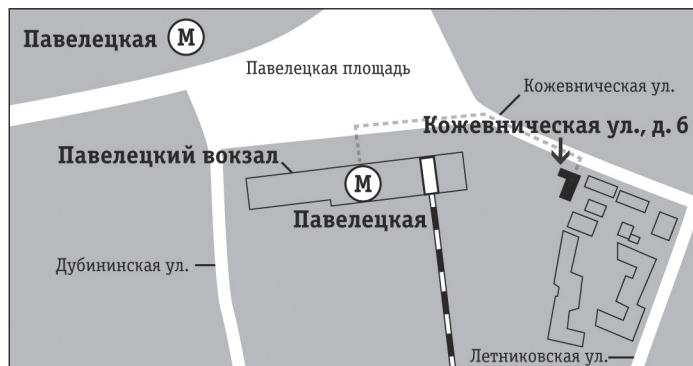 Павелецкая М
Павелецкая площадь
Кожевническая ул.
Кожевническая ул., д. 6
Павелецкий вокзал
М
Павелецкая
Дубининская ул.
Летниковская ул.